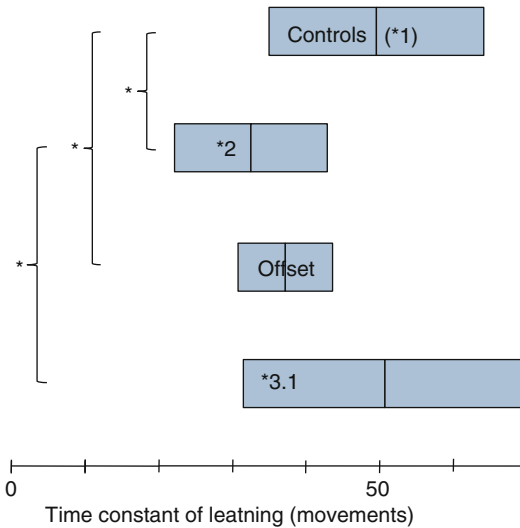 Controls (*1)
*
*
*2
*
Offset
*3.1
0 50
Time constant of leatning (movements)